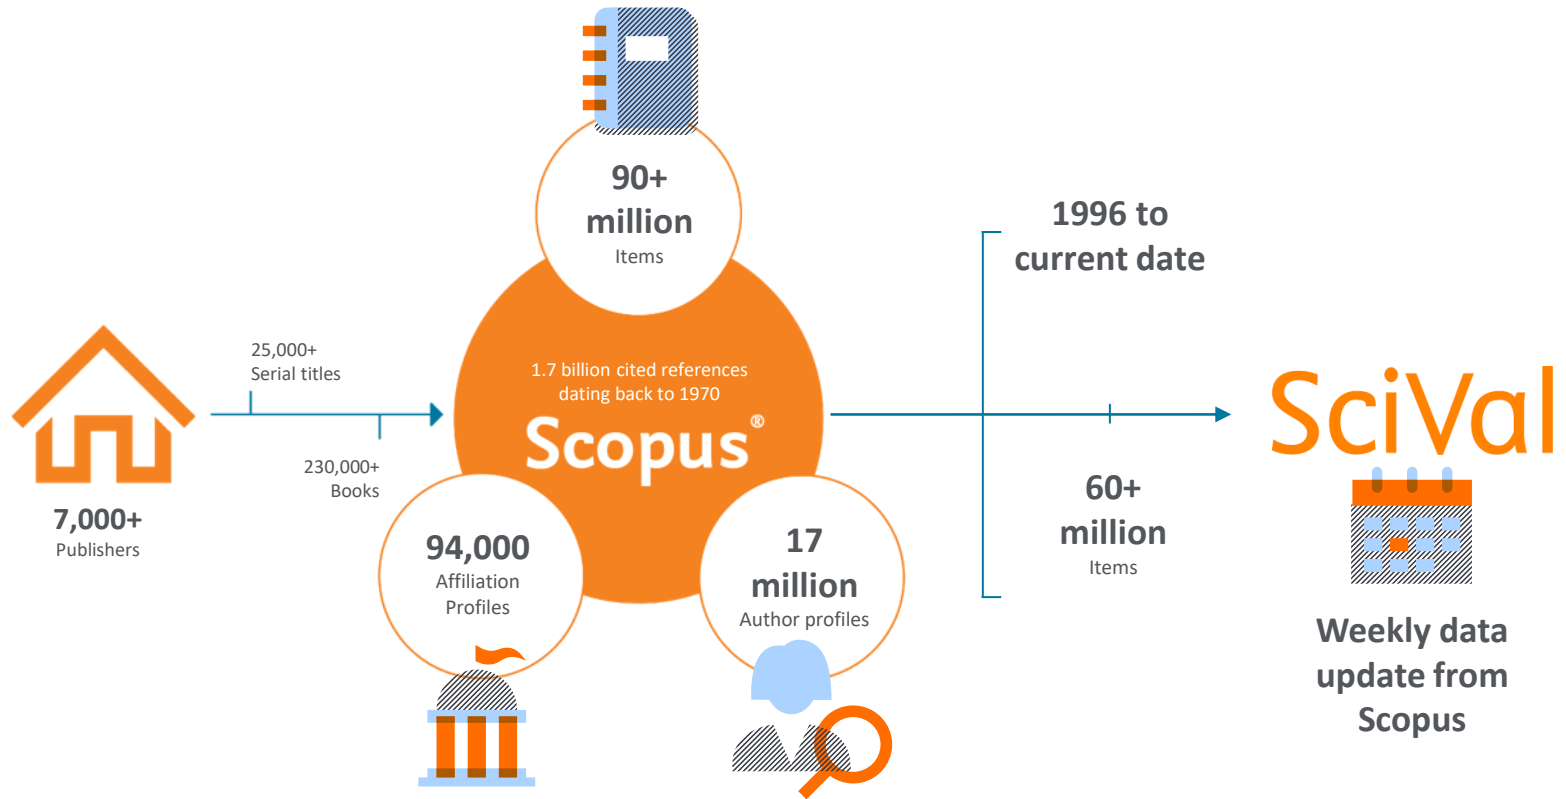 7,000+
Publishers
25,000+
Serial titles
230,000+
Books
90+
million
Items
1.7 billion cited references
dating back to 1970
Scopus®
94,000
Affiliation
Profiles
17
million
Author profiles
1996 to
current date
60+
million
Items
SciVal
Weekly data
update from
Scopus